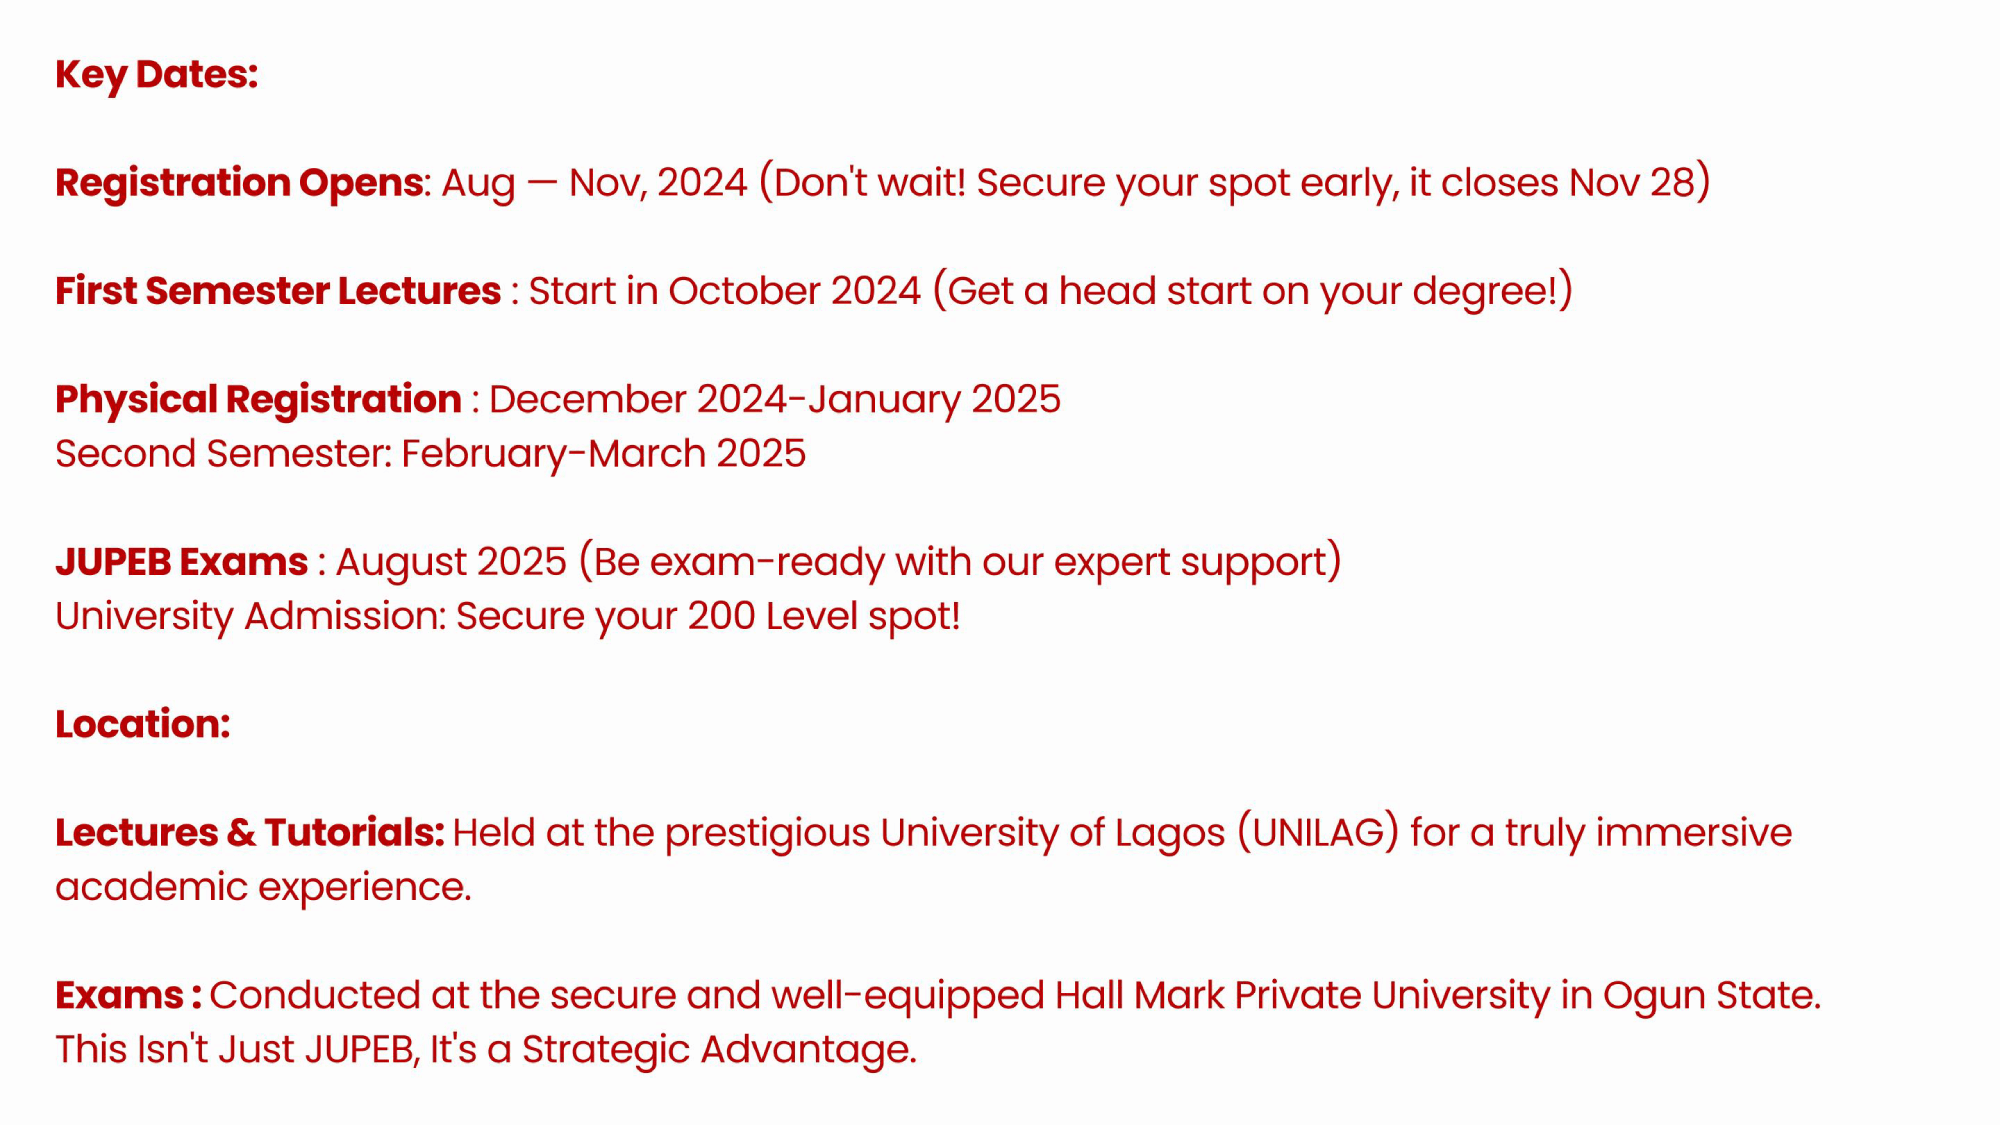 Key Dates:
Registration Opens: Aug — Nov, 2024 (Don't wait! Secure your spot early, it closes Nov 28)
First Semester Lectures : Start in October 2024 (Get a head start on your degree!)
Physical Registration : December 2024-January 2025
Second Semester: February-March 2025
JUPEB Exams : August 2025 (Be exam-ready with our expert support)
University Admission: Secure your 200 Level spot!
Location:
Lectures & Tutorials: Held at the prestigious University of Lagos (UNILAG) for a truly immersive
academic experience.
Exams : Conducted at the secure and well-equipped Hall Mark Private University in Ogun State.
This Isn't Just JUPEB, It's a Strategic Advantage.